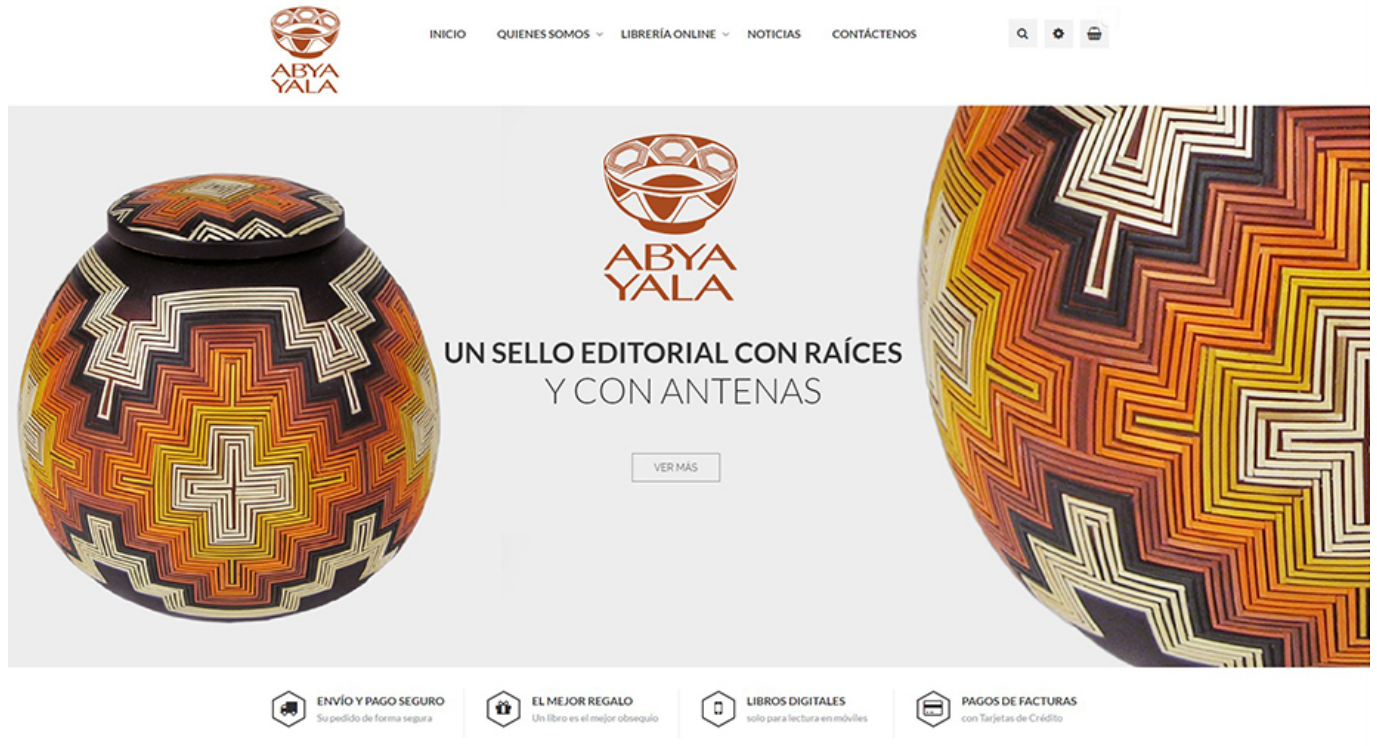 ABYA
YALA
INICIO
QUIENES SOMOS
LIBRERÍA ONLINE
NOTICIAS
CONTÁCTENOS
ABYA
YALA
UN SELLO EDITORIAL CON RAÍCES
Y CON ANTENAS
VER MÁS
ENVÍO Y PAGO SEGURO
Su pedido de forma segura
EL MEJOR REGALO
Un libro es el mejor obsequio
LIBROS DIGITALES
solo para lectura en móviles
PAGOS DE FACTURAS
con Tarjetas de Crédito